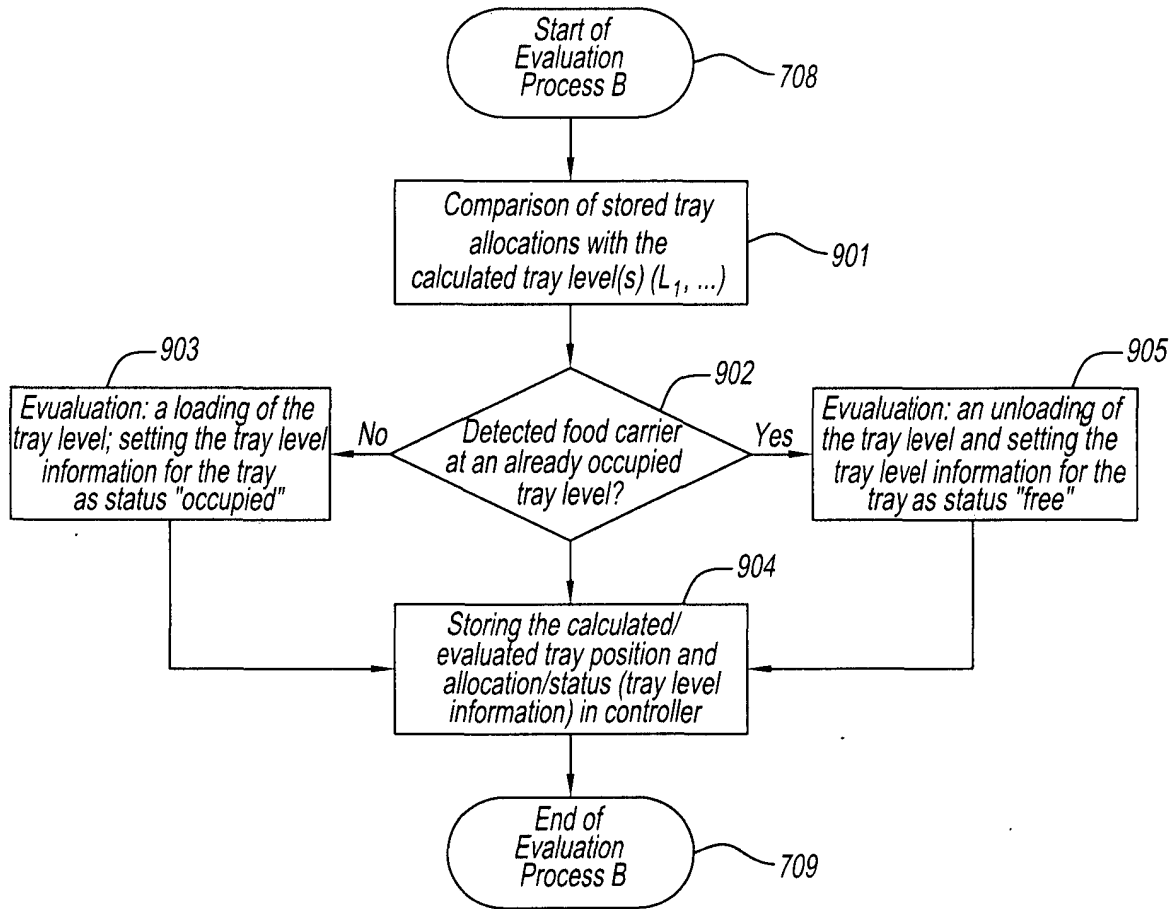 Start of
Evaluation
Process B
708
Comparison of stored tray
allocations with the
calculated tray level(s) (L1, ...)
901
903
902
905
Evualuation: a loading of the
tray level; setting the tray level
information for the tray
as status "occupied"
No
Detected food carrier
at an already occupied
tray level?
Yes
Evualuation: an unloading of
the tray level and setting the
tray level information for the
tray as status "free"
904
Storing the calculated/
evaluated tray position and
allocation/status (tray level
information) in controller
End of
Evaluation
Process B
709